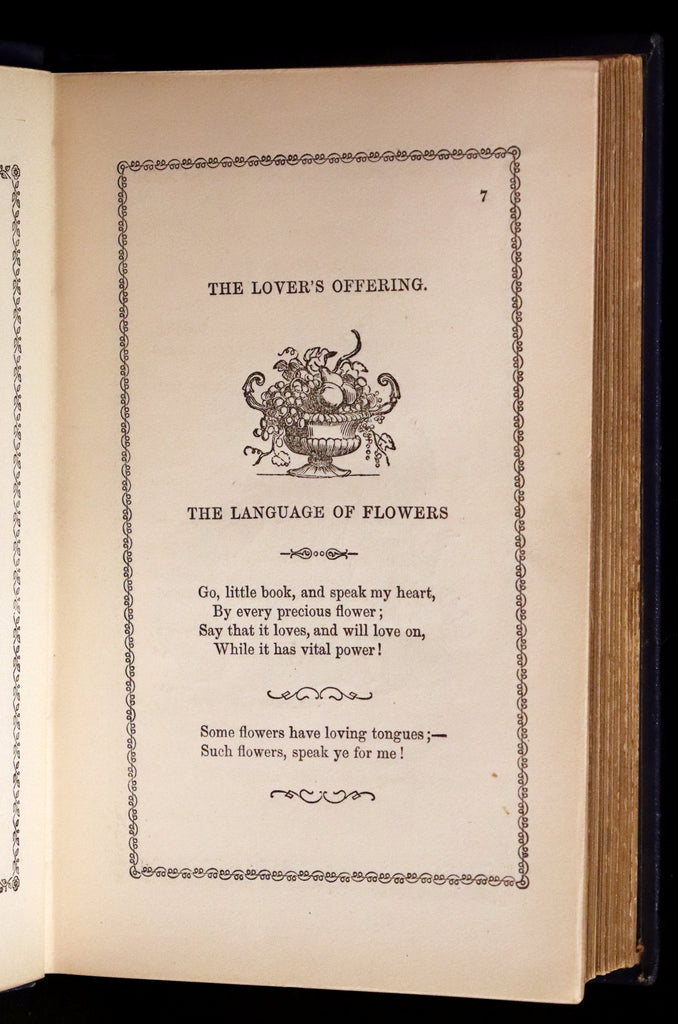 7
THE LOVER'S OFFERING.
THE LANGUAGE OF FLOWERS
Go, little book, and speak my heart,
By every precious flower;
Say that it loves, and will love on,
While it has vital power!
Some flowers have loving tongues;—
Such flowers, speak ye for me!